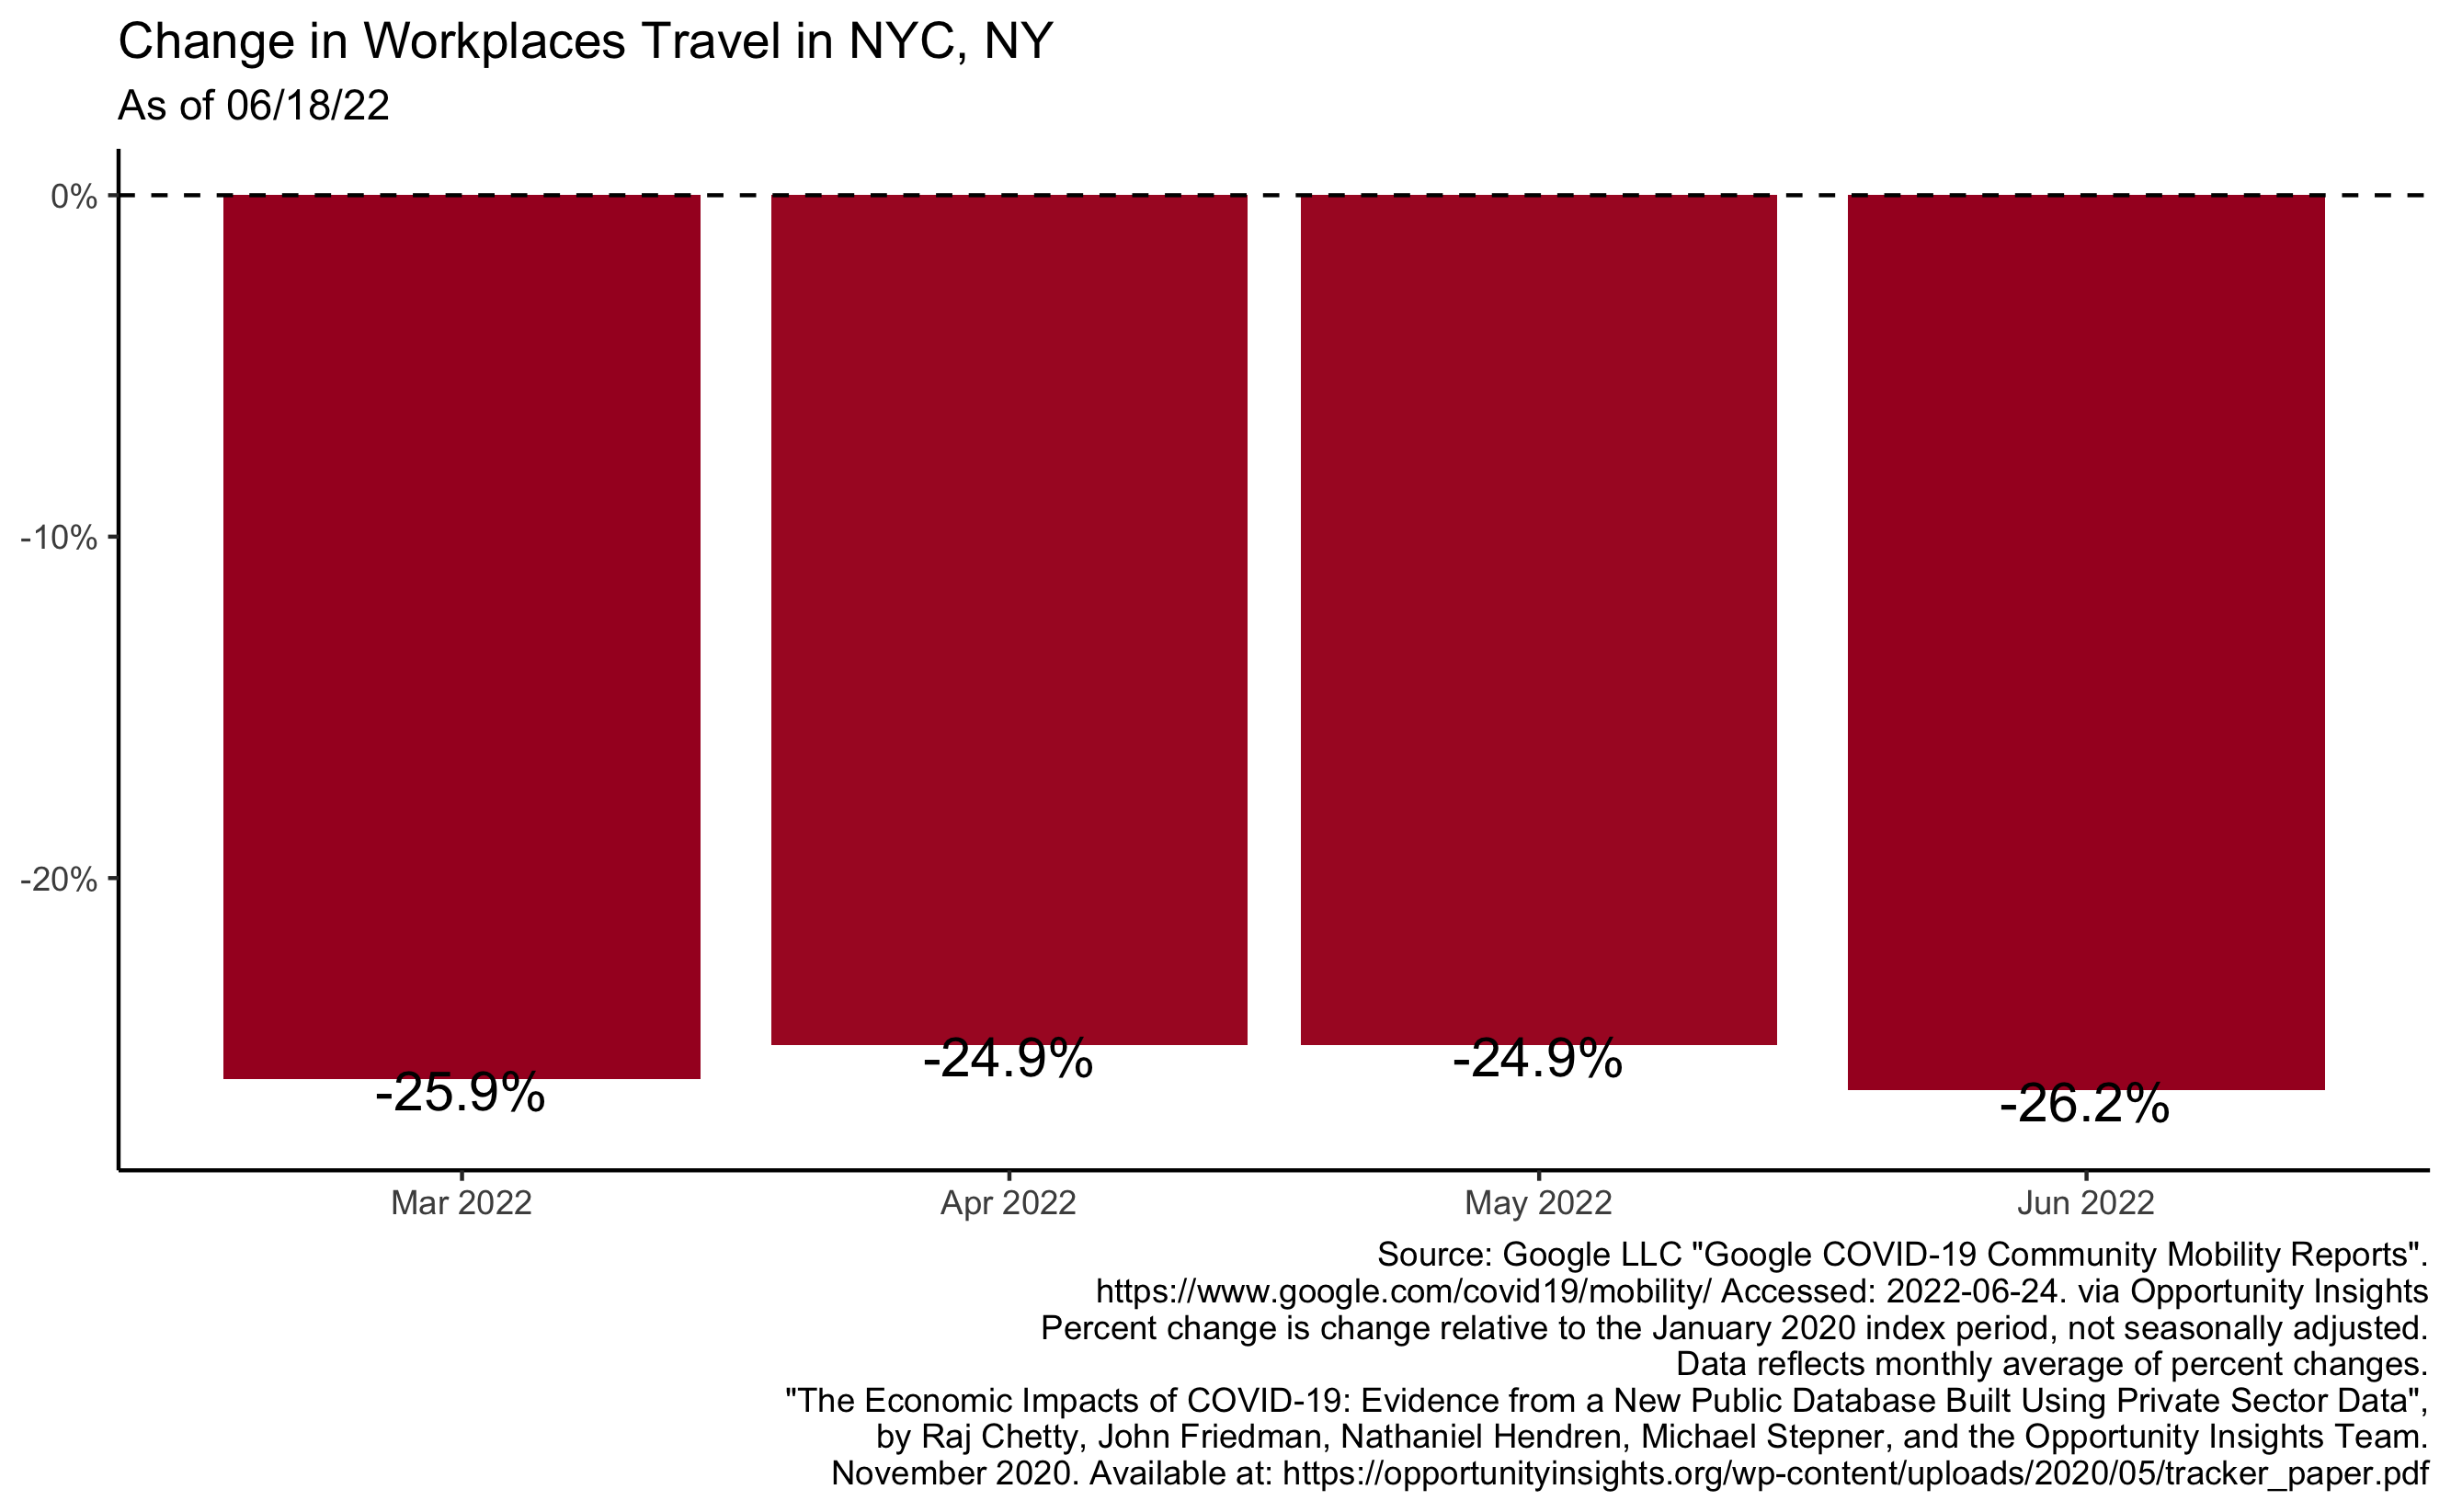 Change in Workplaces Travel in NYC, NY
As of 06/18/22
0%
-10%
-20%
-25.9%
-24.9%
-24.9%
-26.2%
Mar 2022
Apr 2022
May 2022
Jun 2022
Source: Google LLC "Google COVID-19 Community Mobility Reports".
https://www.google.com/covid19/mobility/ Accessed: 2022-06-24. via Opportunity Insights
Percent change is change relative to the January 2020 index period, not seasonally adjusted.
Data reflects monthly average of percent changes.
"The Economic Impacts of COVID-19: Evidence from a New Public Database Built Using Private Sector Data",
by Raj Chetty, John Friedman, Nathaniel Hendren, Michael Stepner, and the Opportunity Insights Team.
November 2020. Available at: https://opportunityinsights.org/wp-content/uploads/2020/05/tracker_paper.pdf